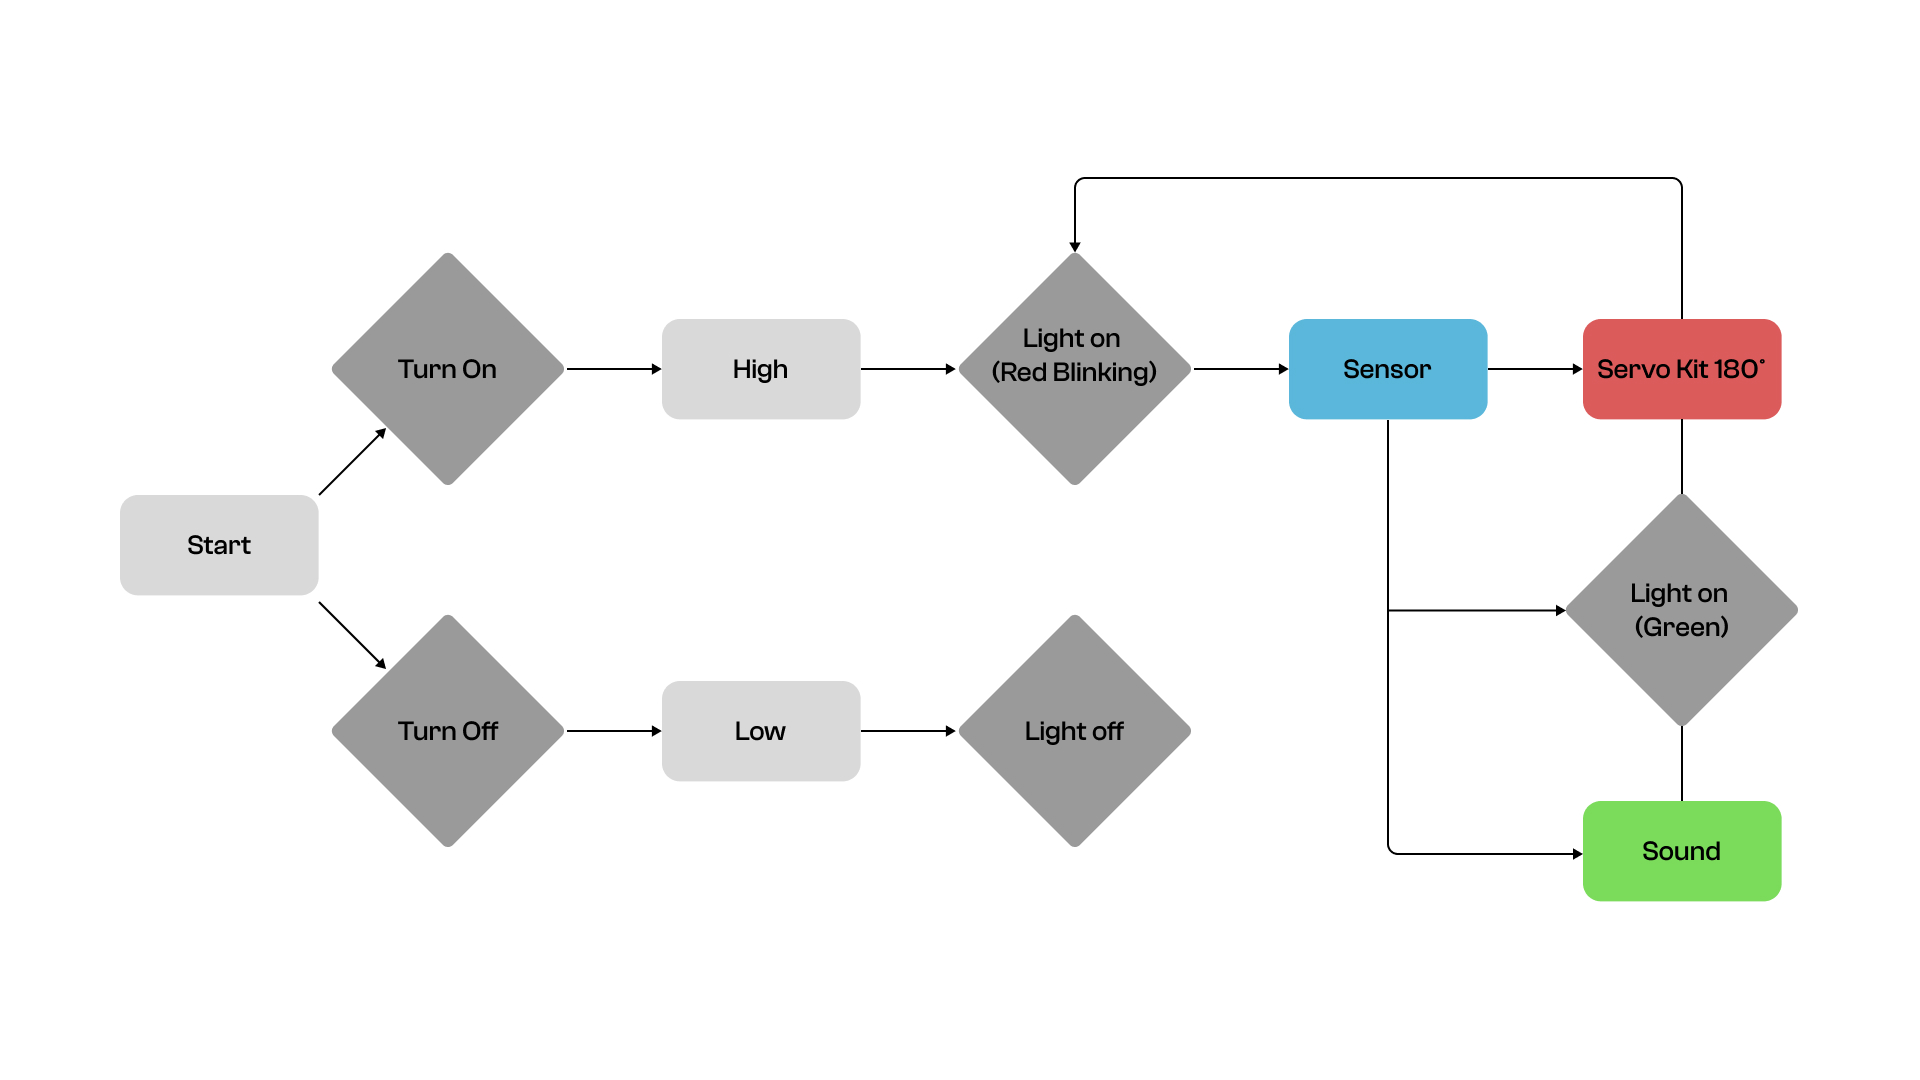 Turn On
High
Light on
(Red Blinking)
Sensor
Servo Kit 180°
Start
Light on
(Green)
Turn Off
Low
Light off
Sound